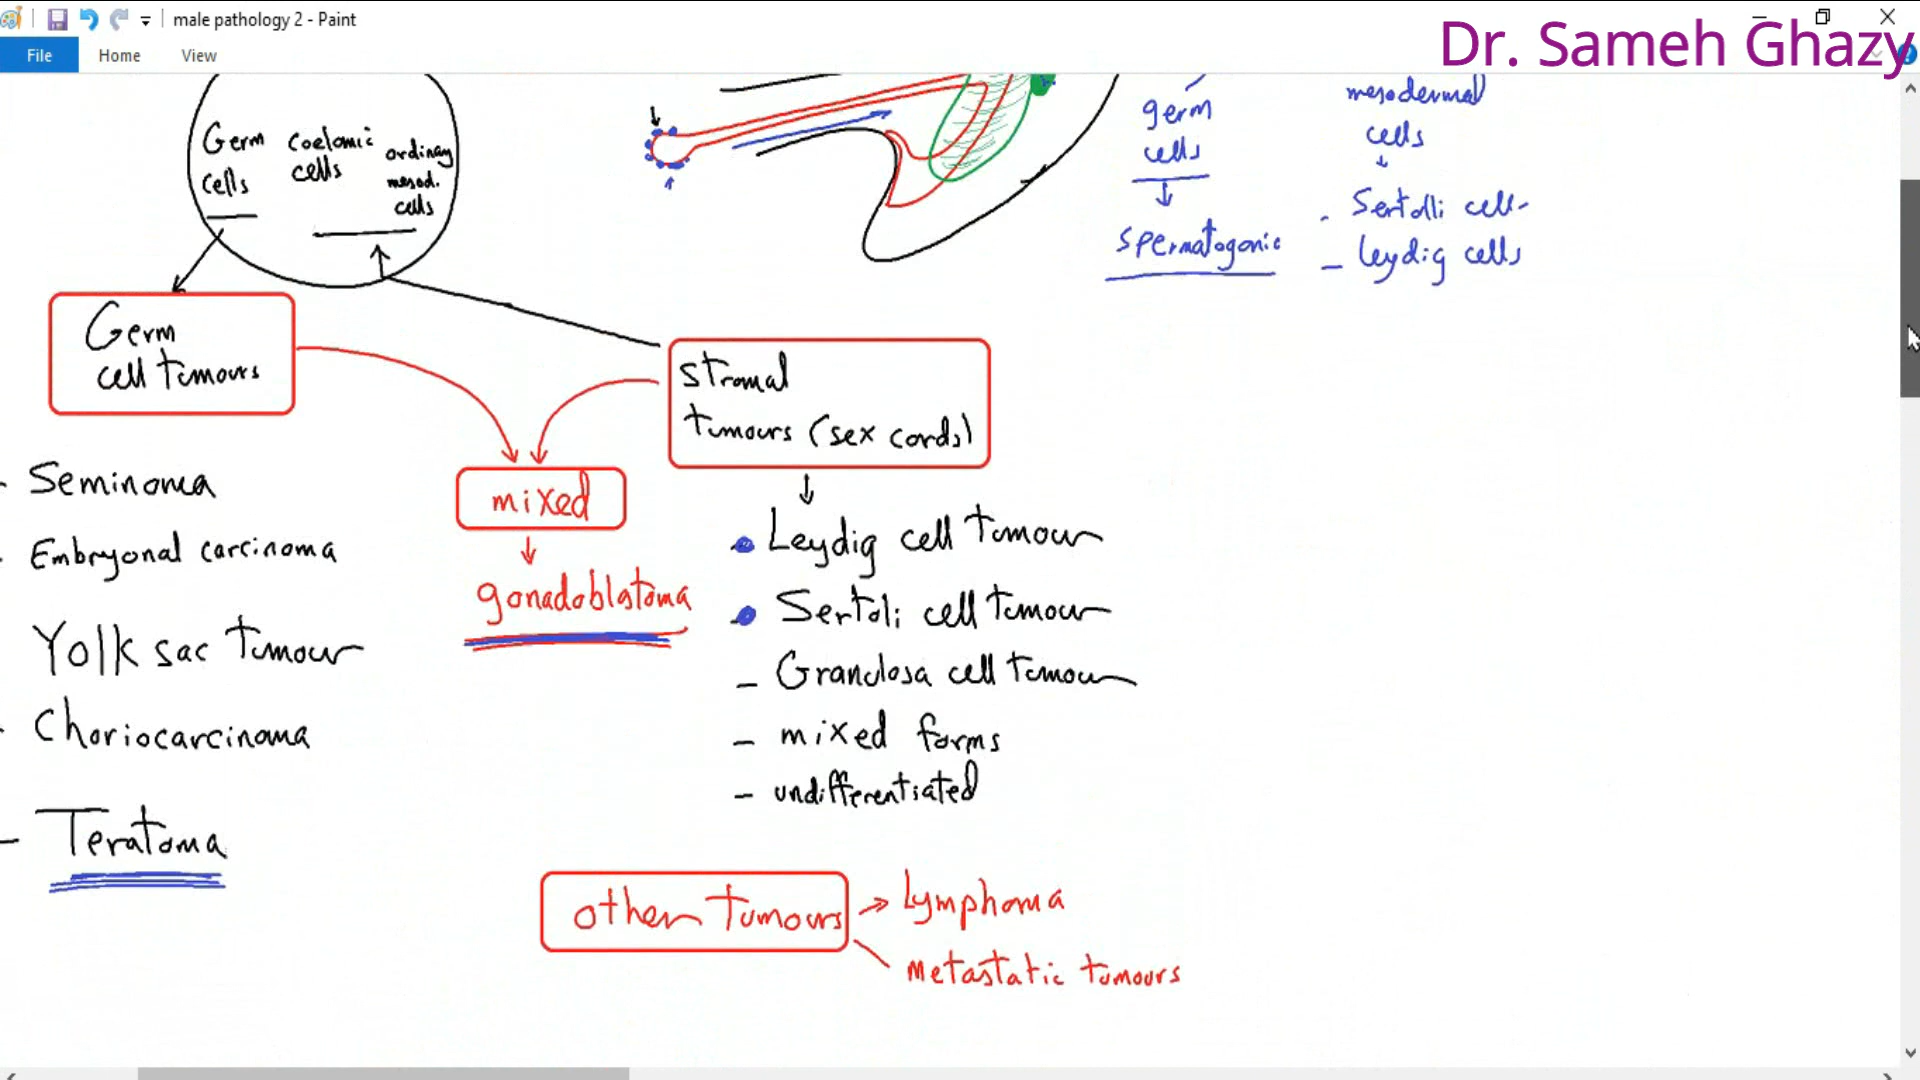 male pathology 2 - Paint
Dr. Sameh Ghazy
File Home View
Germ
cells
coelomic
cells
ordinary
mesod.
cells
germ
cells
spermatogonic
mesodermal
cells
- Sertolli cell-
- leydig cells
Germ
cell tumours
stromal
tumours (sex cords)
mixed
gonadoblatoma
- Seminoma
- Embryonal carcinoma
Yolk sac Tumour
- Choriocarcinoma
- Teratoma
• Leydig cell tumour
• Sertoli cell tumour
- Granulosa cell tumour
- mixed forms
- undifferentiated
other tumours
Lymphoma
metastatic tumours